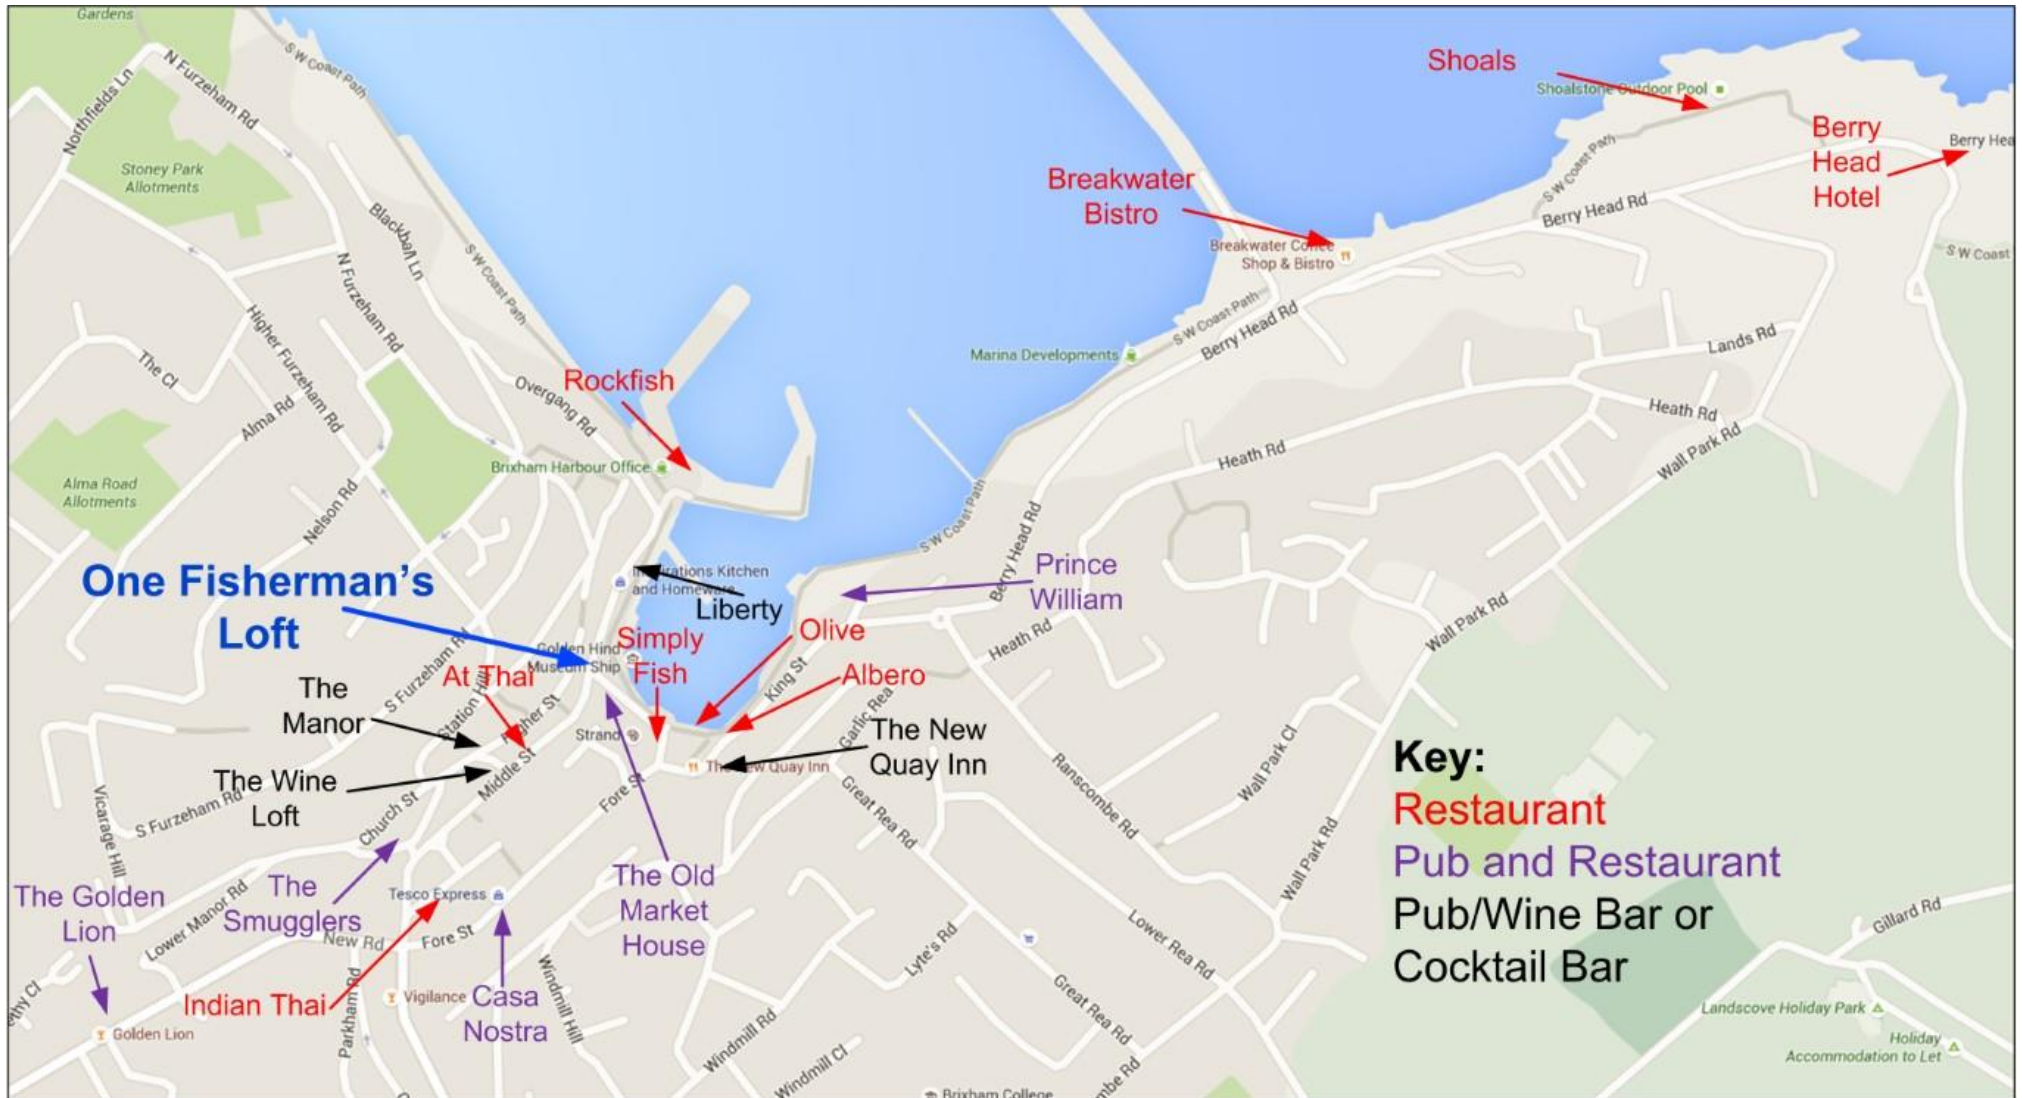 Gardens
S W Coast Path
N Furzeham Rd
Northfields Ln
Stoney Park
Allotments
Blackball Ln
S W Coast Path
N Furzeham Rd
Higher Furzeham Rd
The Cl
Alma Rd
Alma Road
Allotments
Nelson Rd
Overgang Rd
Rockfish
Brixham Harbour Office
Shoals
Shoalstone Outdoor Pool
Berry
Head
Hotel
Berry Hea
S W Coast Path
Berry Head Rd
S W Coast
Breakwater
Bistro
Breakwater Coffee
Shop & Bistro
S W Coast Path
Berry Head Rd
Marina Developments
Lands Rd
Heath Rd
Wall Park Rd
Heath Rd
S W Coast Path
Berry Head Rd
Prince
William
Heath Rd
Wall Park Rd
One Fisherman's
Loft
Kitchen
and Homeware
Liberty
Golden Hind
Museum Ship
Simply
Fish
Olive
Albero
King St
Garlic Rea
The New
Quay Inn
The New Quay Inn
Strand
At Thai
S Furzeham Rd
Station Hill
Higher St
Middle St
The
Manor
The Wine
Loft
S Furzeham Rd
Church St
Fore St
Vicarage Hill
Great Rea Rd
Ranscombe Rd
Wall Park Cl
Wall Park Rd
Key:
Restaurant
Pub and Restaurant
Pub/Wine Bar or
Cocktail Bar
The Golden
Lion
Lower Manor Rd
The
Smugglers
Tesco Express
New Rd
Fore St
The Old
Market
House
Indian Thai
Parkham Rd
Vigilance
Casa
Nostra
Windmill Hill
Golden Lion
Lyte's Rd
Lower Rea Rd
Great Rea Rd
Windmill Rd
Windmill Cl
Brixham College
Gillard Rd
Landscove Holiday Park
Holiday
Accommodation to Let